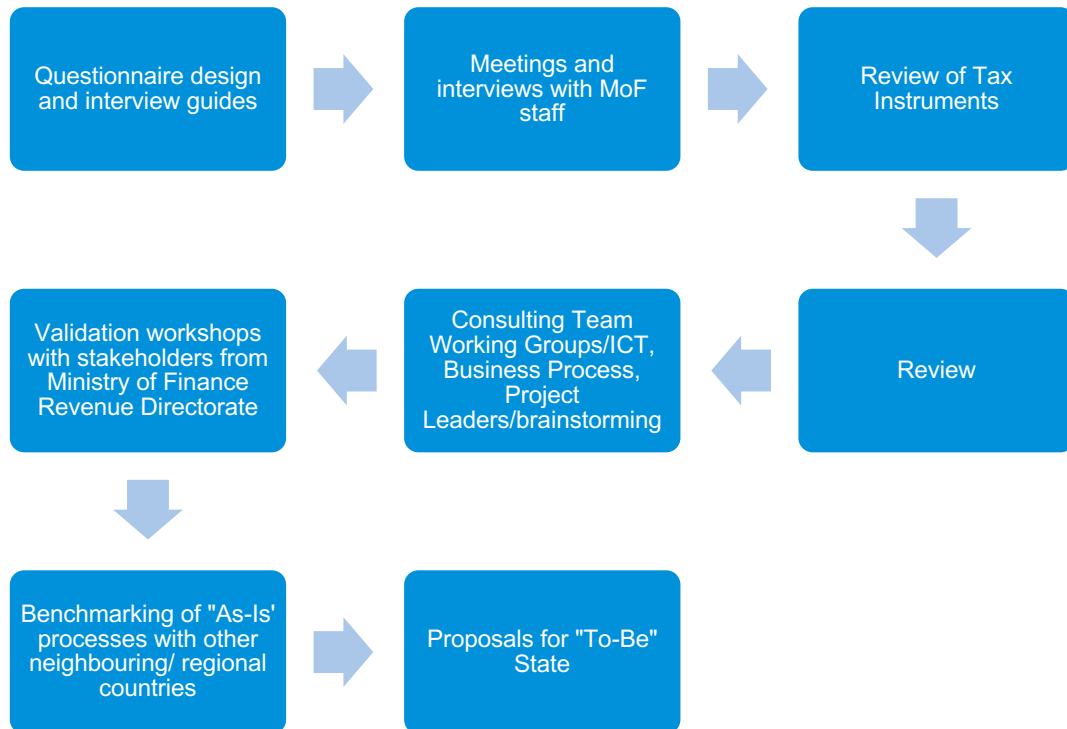 Questionnaire design
and interview guides
Meetings and
interviews with MoF
staff
Review of Tax
Instruments
Review
Consulting Team
Working Groups/ICT,
Business Process,
Project
Leaders/brainstorming
Validation workshops
with stakeholders from
Ministry of Finance
Revenue Directorate
Benchmarking of "As-Is'
processes with other
neighbouring/ regional
countries
Proposals for "To-Be"
State